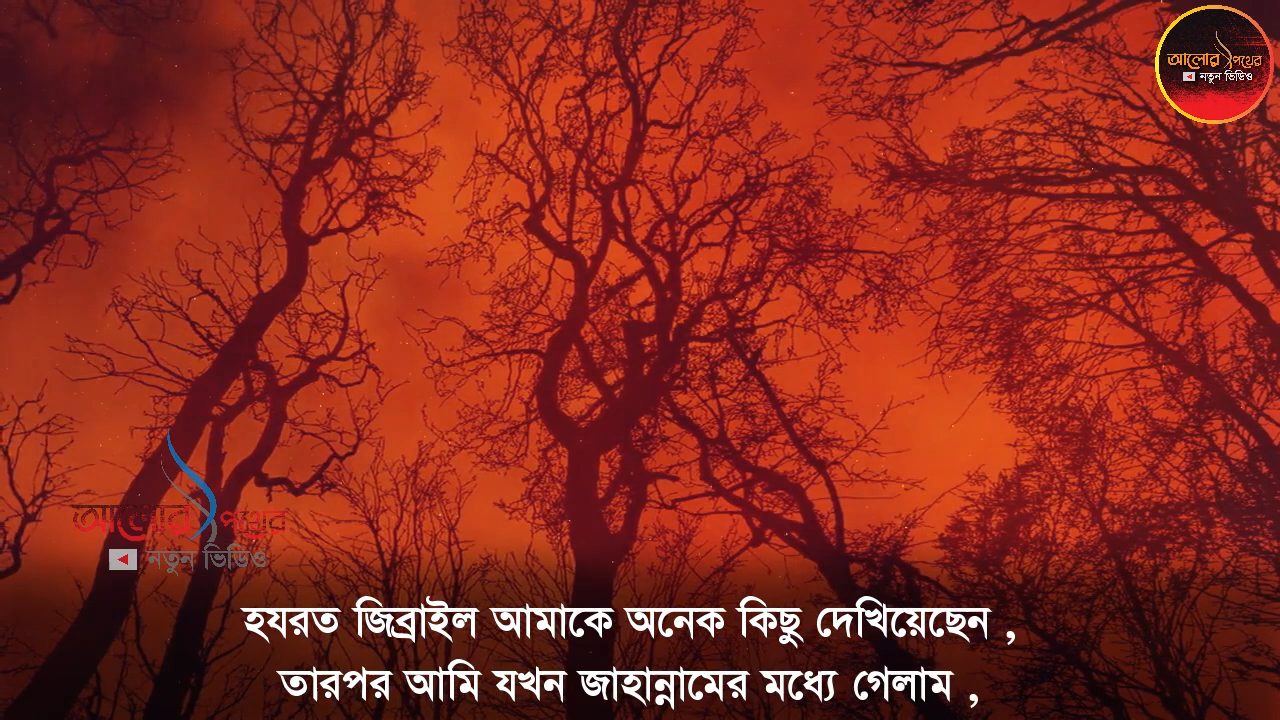 আলোর পথের
নতুন ভিডিও
আলোর পথের
নতুন ভিডিও
হযরত জিব্রাইল আমাকে অনেক কিছু দেখিয়েছেন ,
তারপর আমি যখন জাহান্নামের মধ্যে গেলাম ,